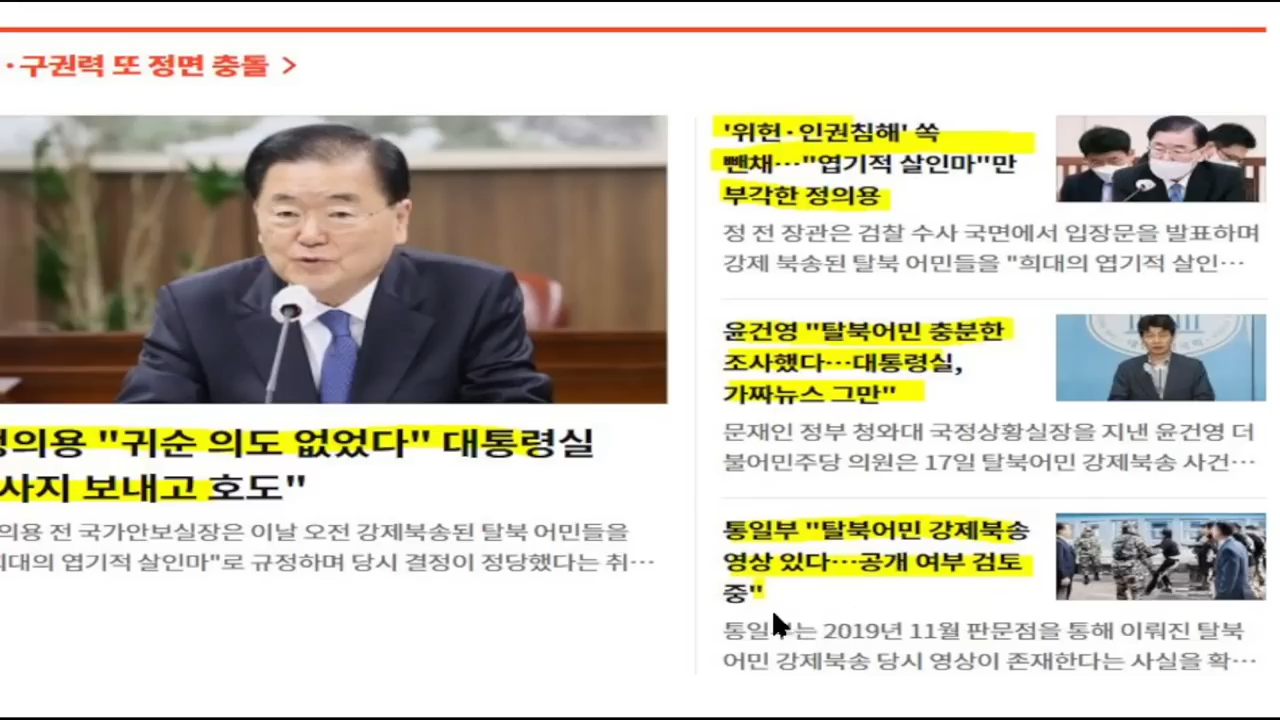 ·구권력 또 정면 충돌 >
정의용 "귀순 의도 없었다" 대통령실
사지 보내고 호도"
의용 전 국가안보실장은 이날 오전 강제북송된 탈북 어민들을
희대의 엽기적 살인마"로 규정하며 당시 결정이 정당했다는 취…
'위헌·인권침해' 쏙
뺀채…"엽기적 살인마"만
부각한 정의용
정 전 장관은 검찰 수사 국면에서 입장문을 발표하며
강제 북송된 탈북 어민들을 "희대의 엽기적 살인…
윤건영 "탈북어민 충분한
조사했다…대통령실,
가짜뉴스 그만"
문재인 정부 청와대 국정상황실장을 지낸 윤건영 더
불어민주당 의원은 17일 탈북어민 강제북송 사건…
통일부 "탈북어민 강제북송
영상 있다…공개 여부 검토
중"
통일부는 2019년 11월 판문점을 통해 이뤄진 탈북
어민 강제북송 당시 영상이 존재한다는 사실을 확…